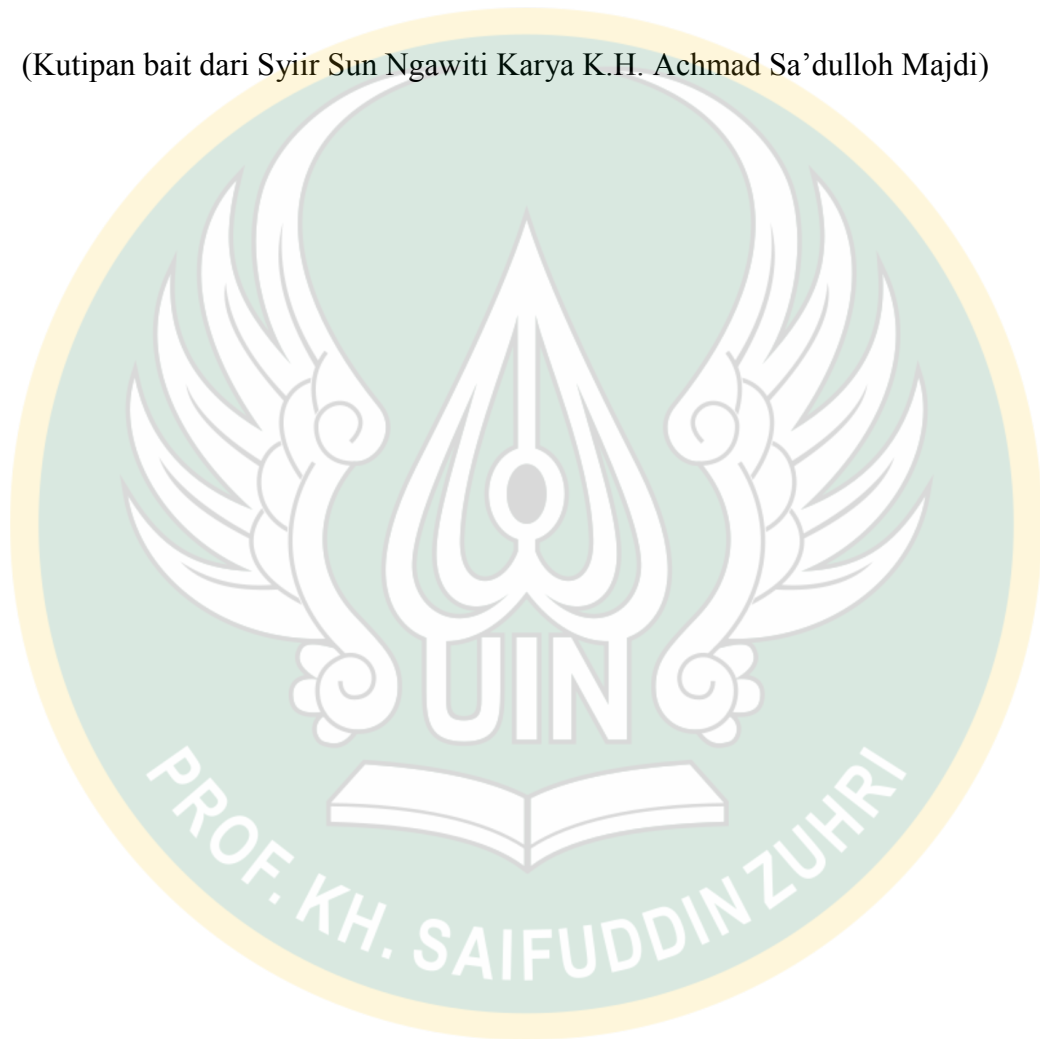 (Kutipan bait dari Syiir Sun Ngawiti Karya K.H. Achmad Sa’dulloh Majdi)
UIN
PROF. KH. SAIFUDDIN ZUHRI